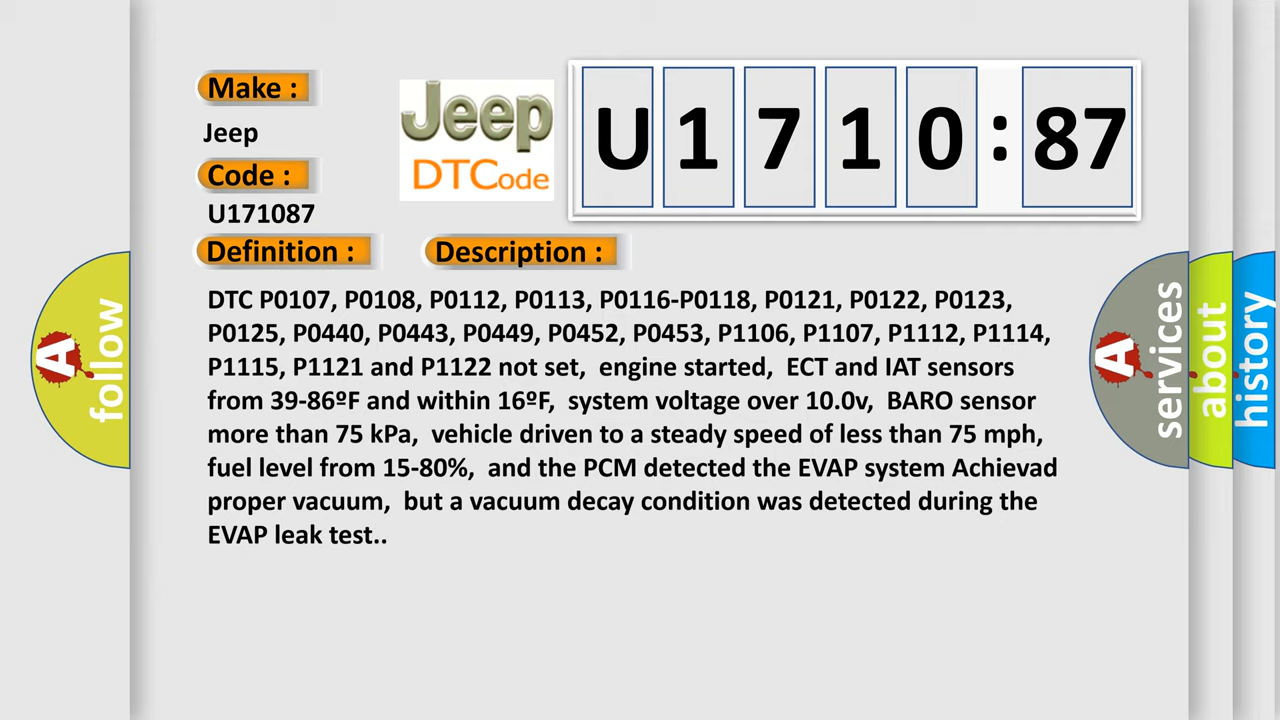 Make :
Jeep
Code :
U171087
Definition :
Description :
Jeep
DTCode
U1710:87
DTC P0107, P0108, P0112, P0113, P0116-P0118, P0121, P0122, P0123,
P0125, P0440, P0443, P0449, P0452, P0453, P1106, P1107, P1112, P1114,
P1115, P1121 and P1122 not set,  engine started,  ECT and IAT sensors
from 39-86ºF and within 16ºF,  system voltage over 10.0v,  BARO sensor
more than 75 kPa,  vehicle driven to a steady speed of less than 75 mph,
fuel level from 15-80%,  and the PCM detected the EVAP system Achievad
proper vacuum,  but a vacuum decay condition was detected during the
EVAP leak test..
A
follow
A
services
about
history